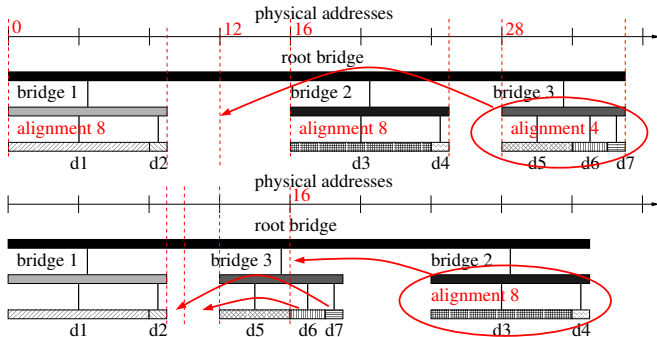 physical addresses
0 12 16 28
root bridge
bridge 1 bridge 2 bridge 3
alignment 8 alignment 8 alignment 4
d1 d2 d3 d4 d5 d6 d7
physical addresses
16
root bridge
bridge 1 bridge 3 bridge 2
alignment 8
d1 d2 d5 d6 d7 d3 d4